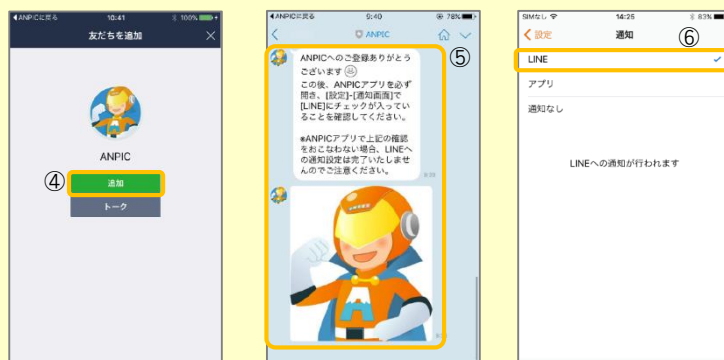 ANPICに戻る 10:41 100%
友だちを追加
ANPIC
④ 追加
トーク
ANPICに戻る 9:40 78%
ANPIC
⑤
ANPICへのご登録ありがとう
ございます
この後、ANPICアプリを必ず
開き、[設定]-[通知画面]で
[LINE]にチェックが入ってい
ることを確認してください。
※ANPICアプリで上記の確認
をおこなわない場合、LINEへ
の通知設定は完了いたしませ
んのでご注意ください。
SIMなし 14:25 83%
設定 通知 ⑥
LINE
アプリ
通知なし
LINEへの通知が行われます